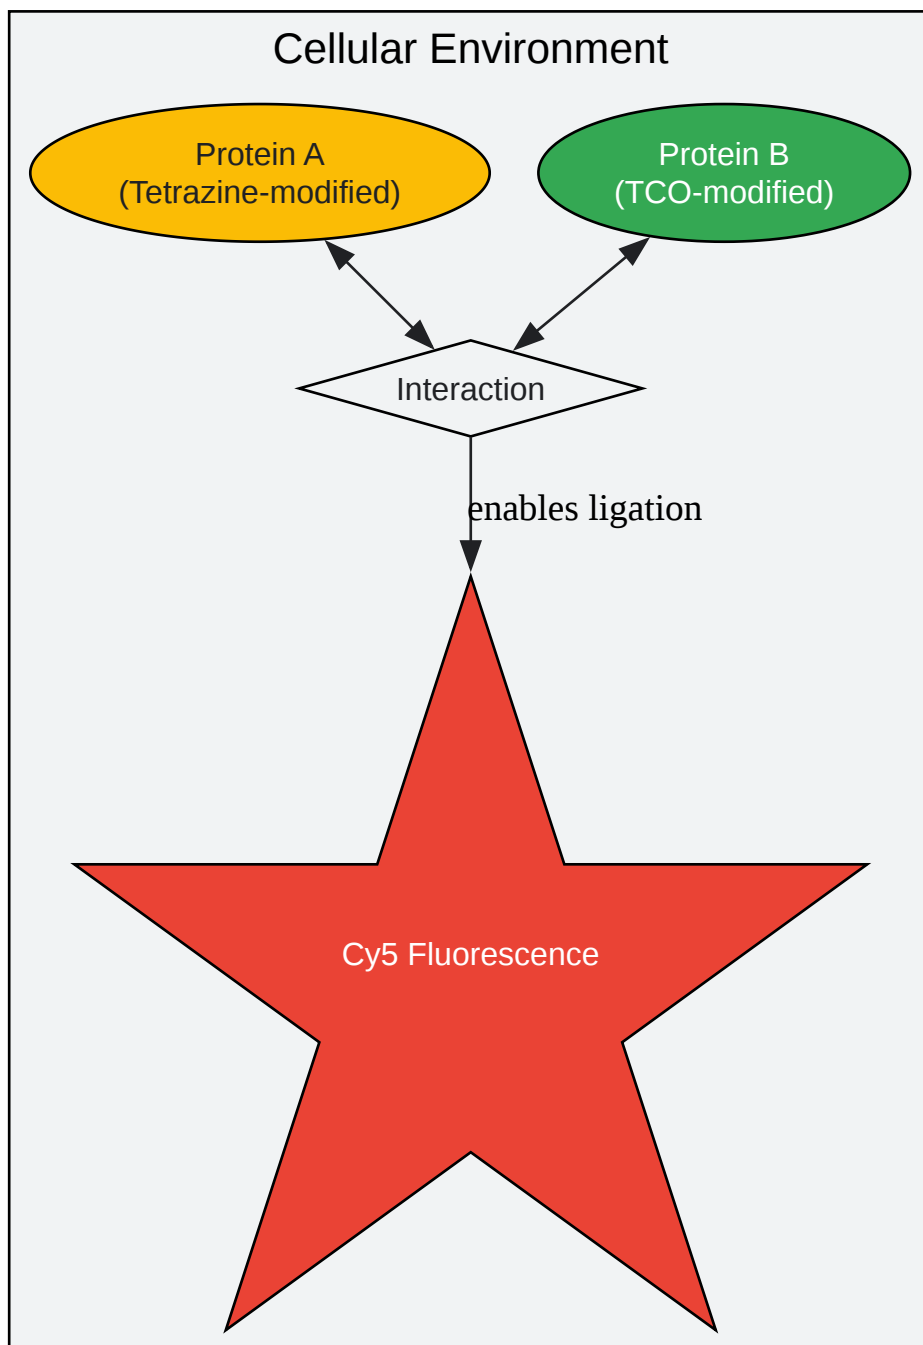 Cellular Environment
Protein A
(Tetrazine-modified)
Protein B
(TCO-modified)
Interaction
enables ligation
Cy5 Fluorescence